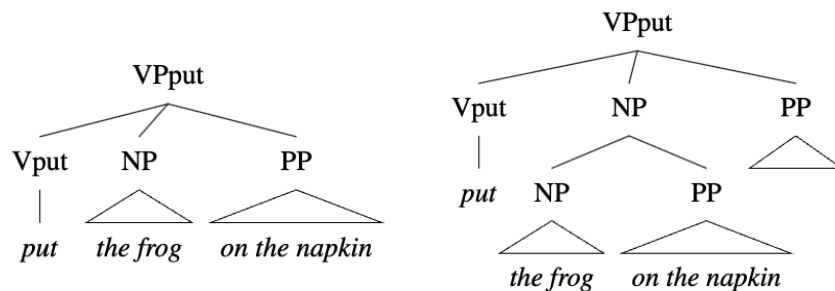 VPput
Vput NP PP
put the frog on the napkin
VPput
Vput NP PP
put NP PP
the frog on the napkin